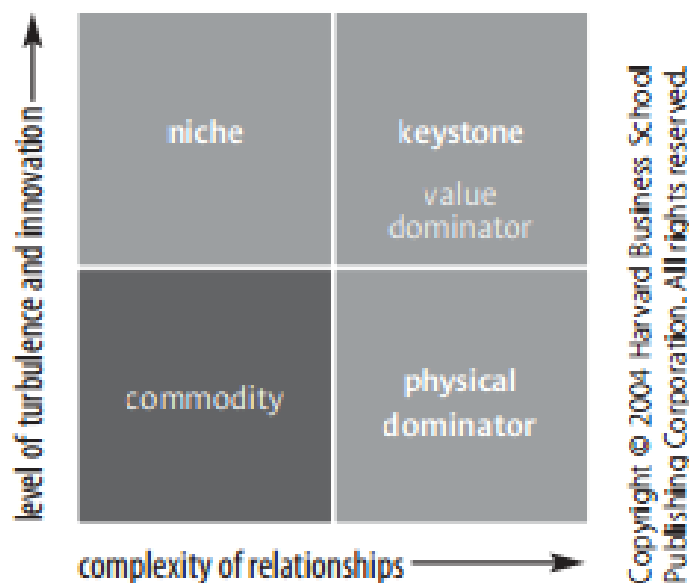 level of turbulence and innovation
niche
keystone
value
dominator
commodity
physical
dominator
complexity of relationships
Copyright © 2004 Harvard Business School
Publishing Corporation. All rights reserved.